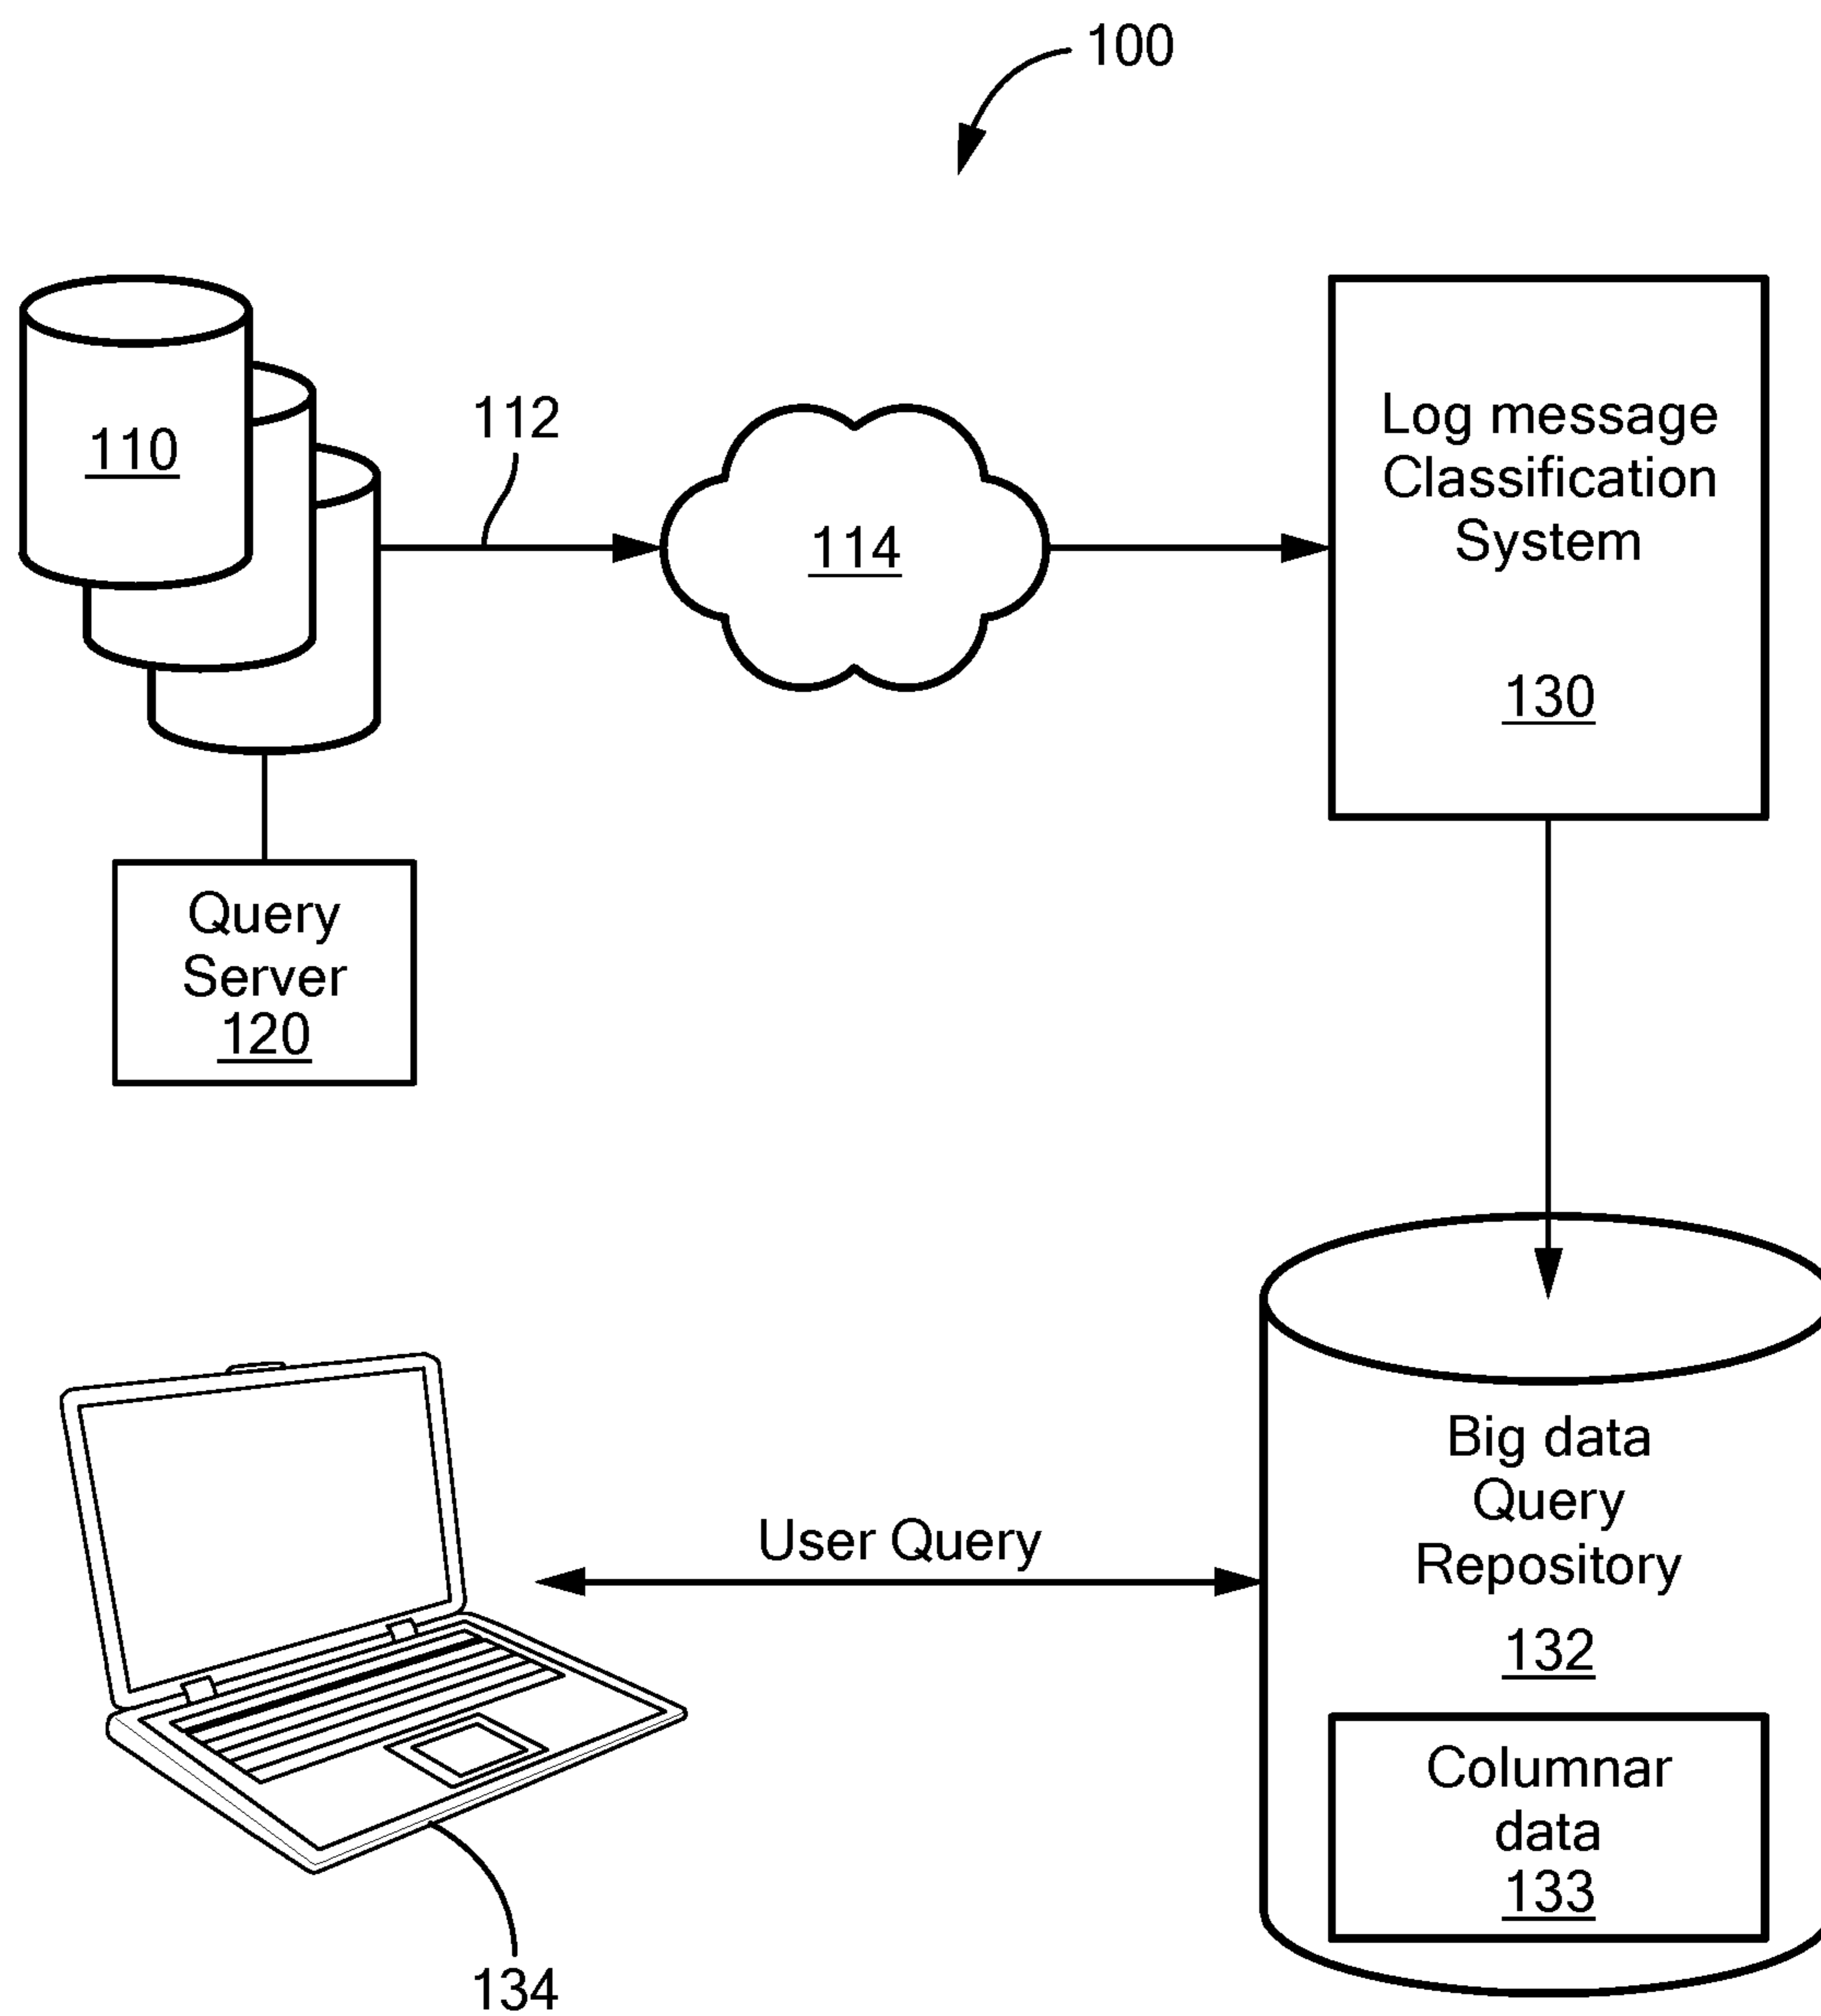 100
110
112
114
Log message
Classification
System
130
Query
Server
120
User Query
Big data
Query
Repository
132
Columnar
data
133
134